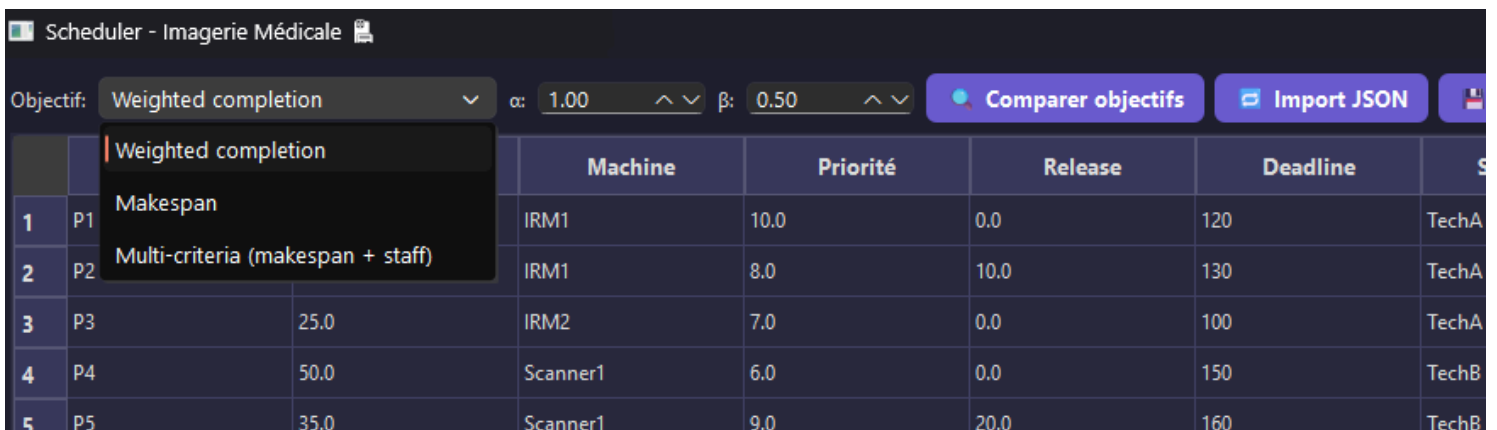 Scheduler - Imagerie Médicale
Objectif: Weighted completion α: 1.00 β: 0.50 Comparer objectifs Import JSON
Weighted completion
Makespan
Multi-criteria (makespan + staff)
Machine Priorité Release Deadline
1 P1 IRM1 10.0 0.0 120 TechA
2 P2 IRM1 8.0 10.0 130 TechA
3 P3 25.0 IRM2 7.0 0.0 100 TechA
4 P4 50.0 Scanner1 6.0 0.0 150 TechB
5 P5 35.0 Scanner1 9.0 20.0 160 TechB